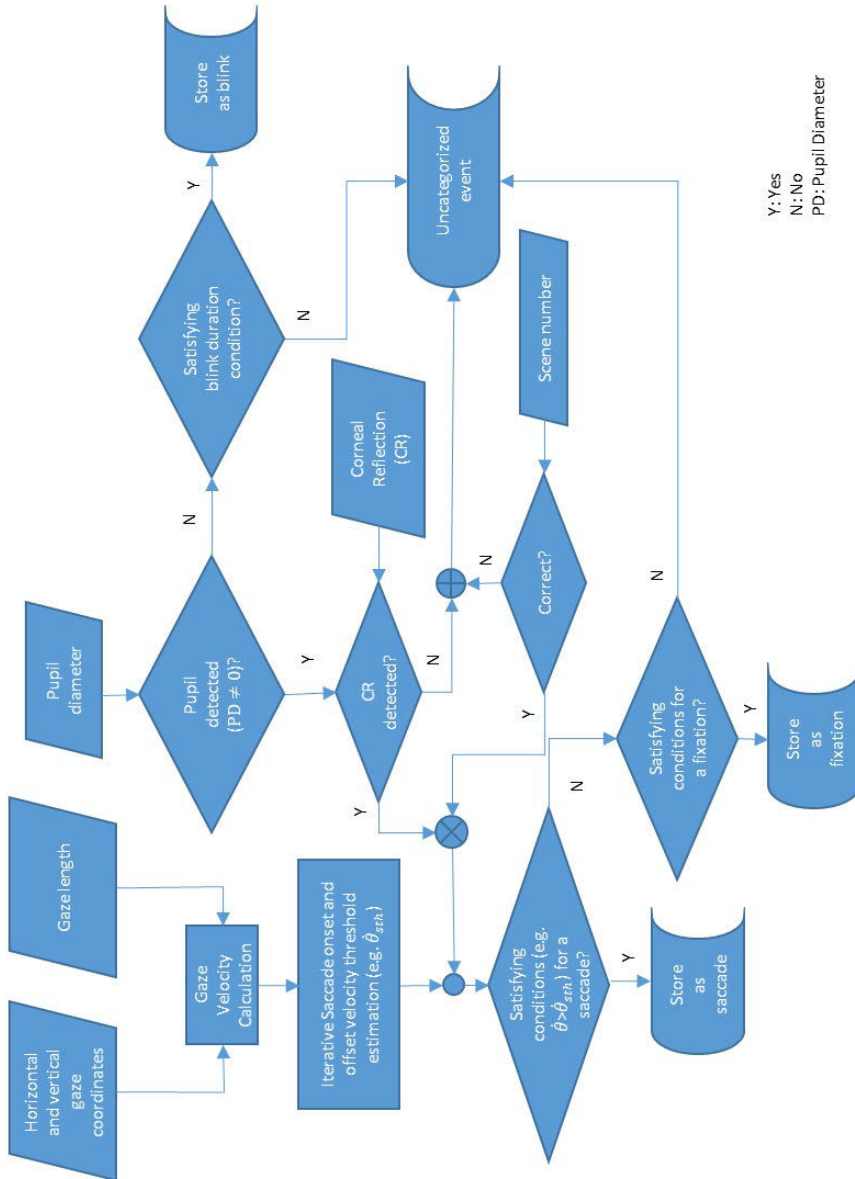 Horizontal
and vertical
gaze
coordinates
Gaze length
Pupil
diameter
Gaze
Velocity
Calculation
Pupil
detected
(PD ≠ 0)?
N
Satisfying
blink duration
condition?
Y
Store
as blink
Y
N
Iterative Saccade onset and
offset velocity threshold
estimation (e.g. θ̇sth)
CR
detected?
Corneal
Reflection
(CR)
Y
N
Uncategorized
event
N
Correct?
Scene number
Y
Satisfying
conditions (e.g.
θ̇>θ̇sth) for a
saccade?
N
Y
Satisfying
conditions for
a fixation?
N
Y
Store
as
saccade
Store
as
fixation
Y: Yes
N: No
PD: Pupil Diameter